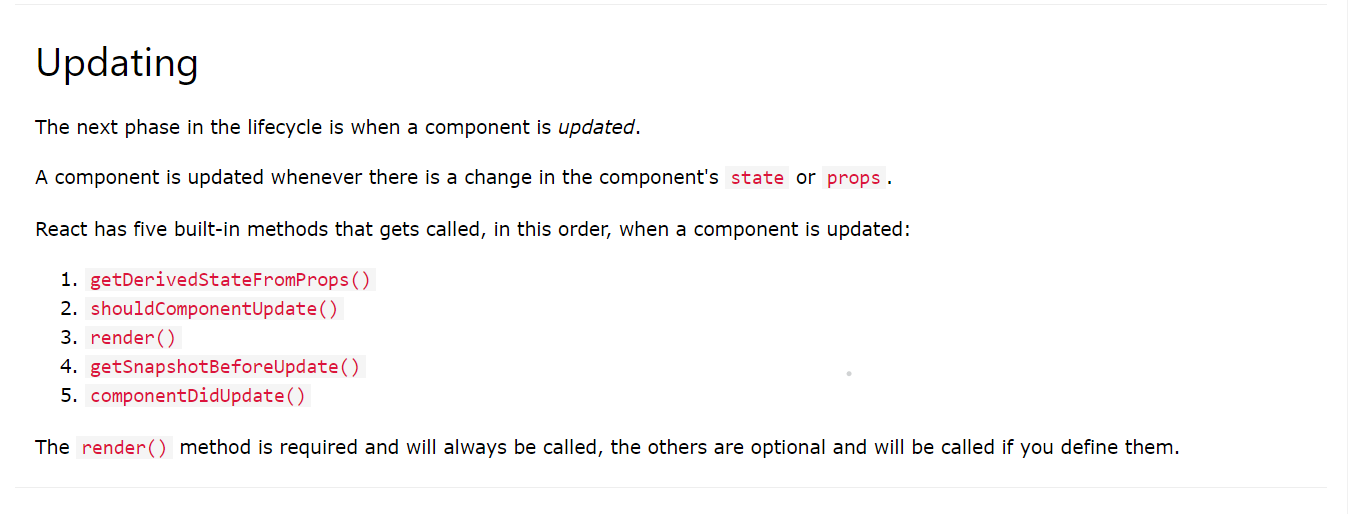 Updating
The next phase in the lifecycle is when a component is updated.
A component is updated whenever there is a change in the component's state or props.
React has five built-in methods that gets called, in this order, when a component is updated:
1. getDerivedStateFromProps()
2. shouldComponentUpdate()
3. render()
4. getSnapshotBeforeUpdate()
5. componentDidUpdate()
The render() method is required and will always be called, the others are optional and will be called if you define them.